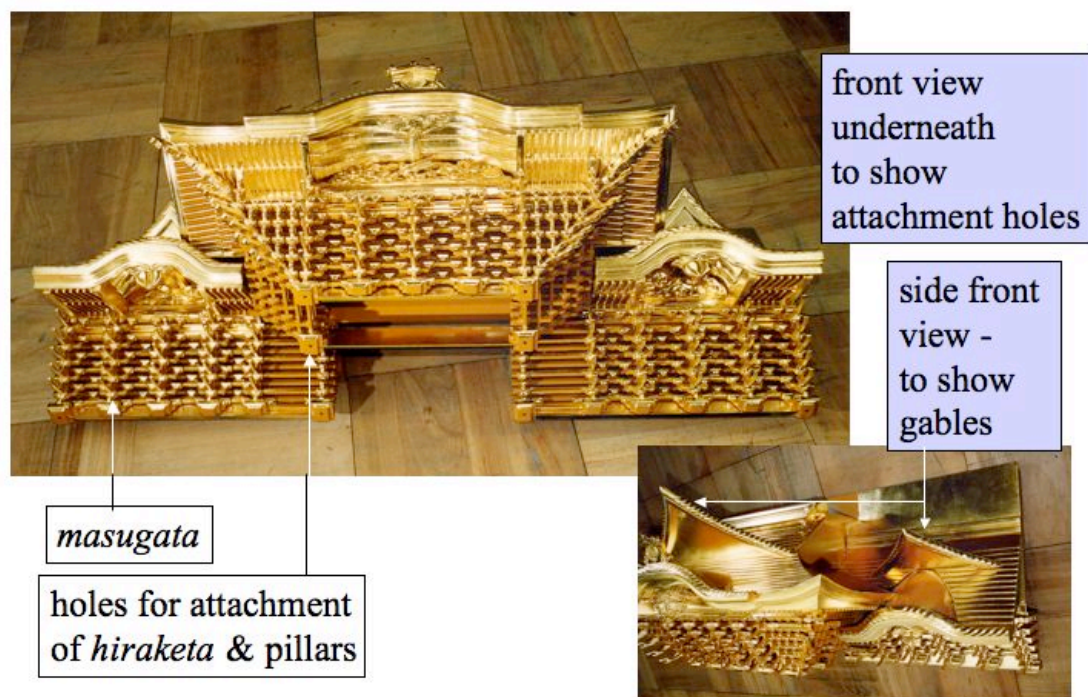 front view
underneath
to show
attachment holes
side front
view -
to show
gables
masugata
holes for attachment
of hiraketa & pillars